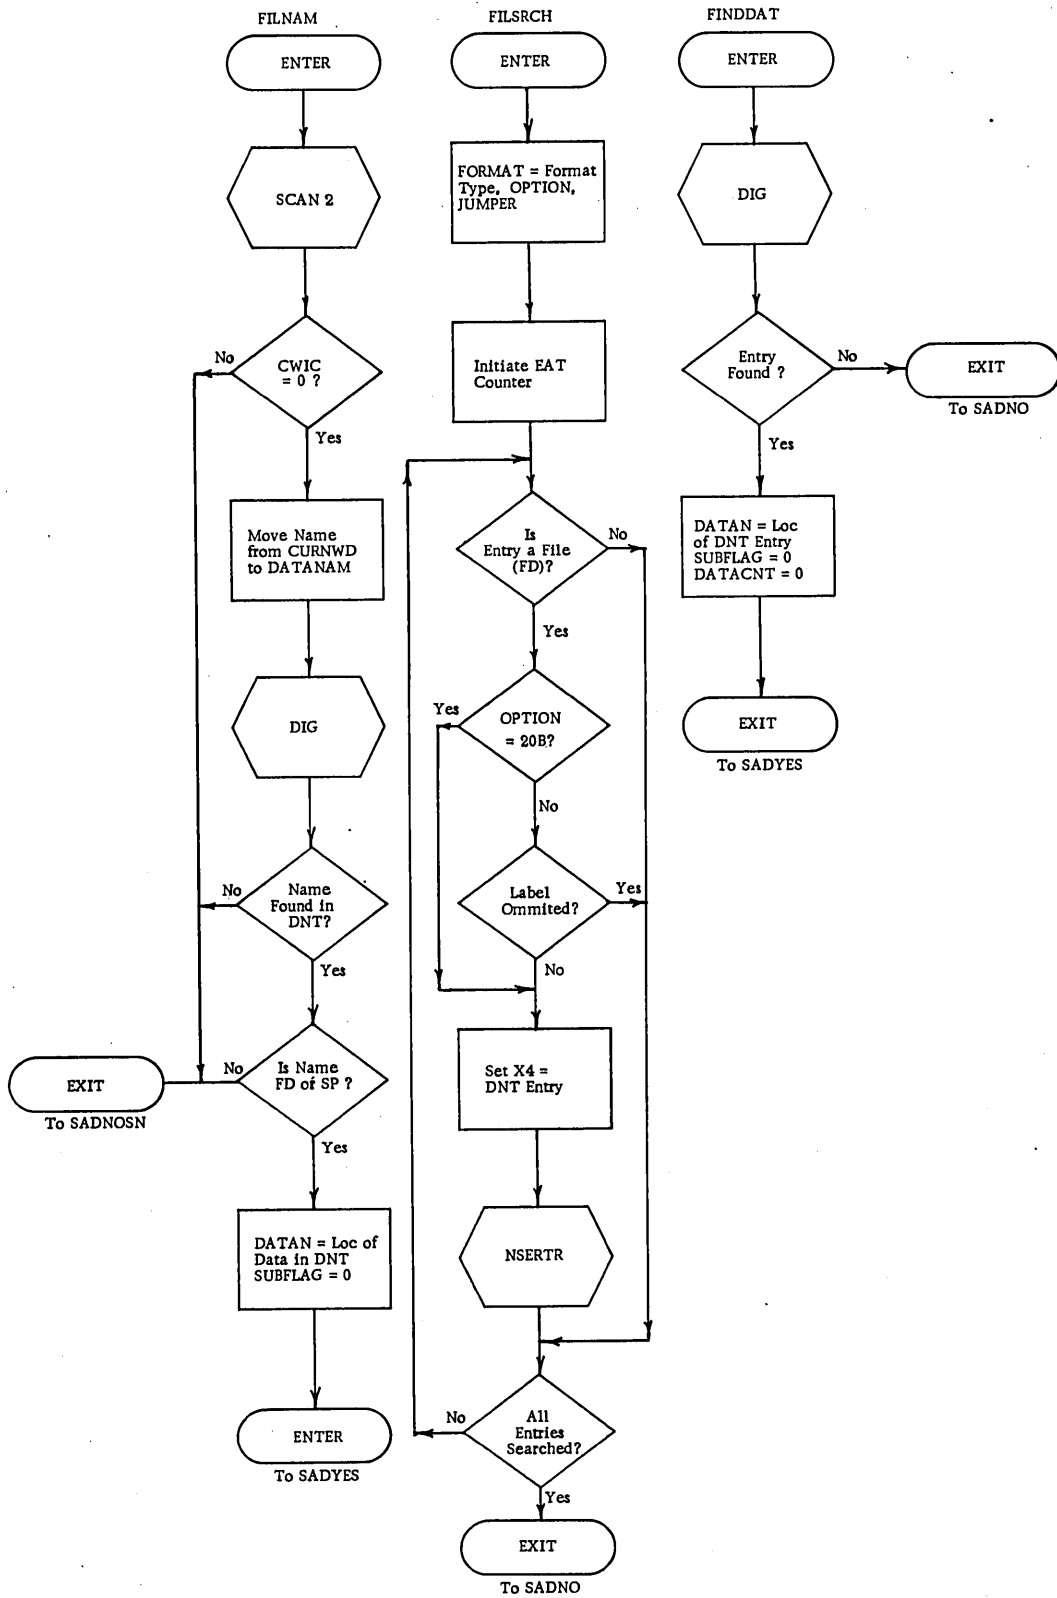 FILNAM
ENTER
SCAN 2
CWIC
= 0 ?
No
Yes
Move Name
from CURNWD
to DATANAM
DIG
Name
Found in
DNT?
No
Yes
Is Name
FD of SP ?
No
EXIT
To SADNOSN
Yes
DATAN = Loc of
Data in DNT
SUBFLAG = 0
ENTER
To SADYES
FILSRCH
ENTER
FORMAT = Format
Type, OPTION,
JUMPER
Initiate EAT
Counter
Is
Entry a File
(FD)?
No
Yes
OPTION
= 20B?
Yes
No
Label
Ommited?
Yes
No
Set X4 =
DNT Entry
NSERTR
All
Entries
Searched?
No
Yes
EXIT
To SADNO
FINDDAT
ENTER
DIG
Entry
Found ?
No
EXIT
To SADNO
Yes
DATAN = Loc
of DNT Entry
SUBFLAG = 0
DATACNT = 0
EXIT
To SADYES